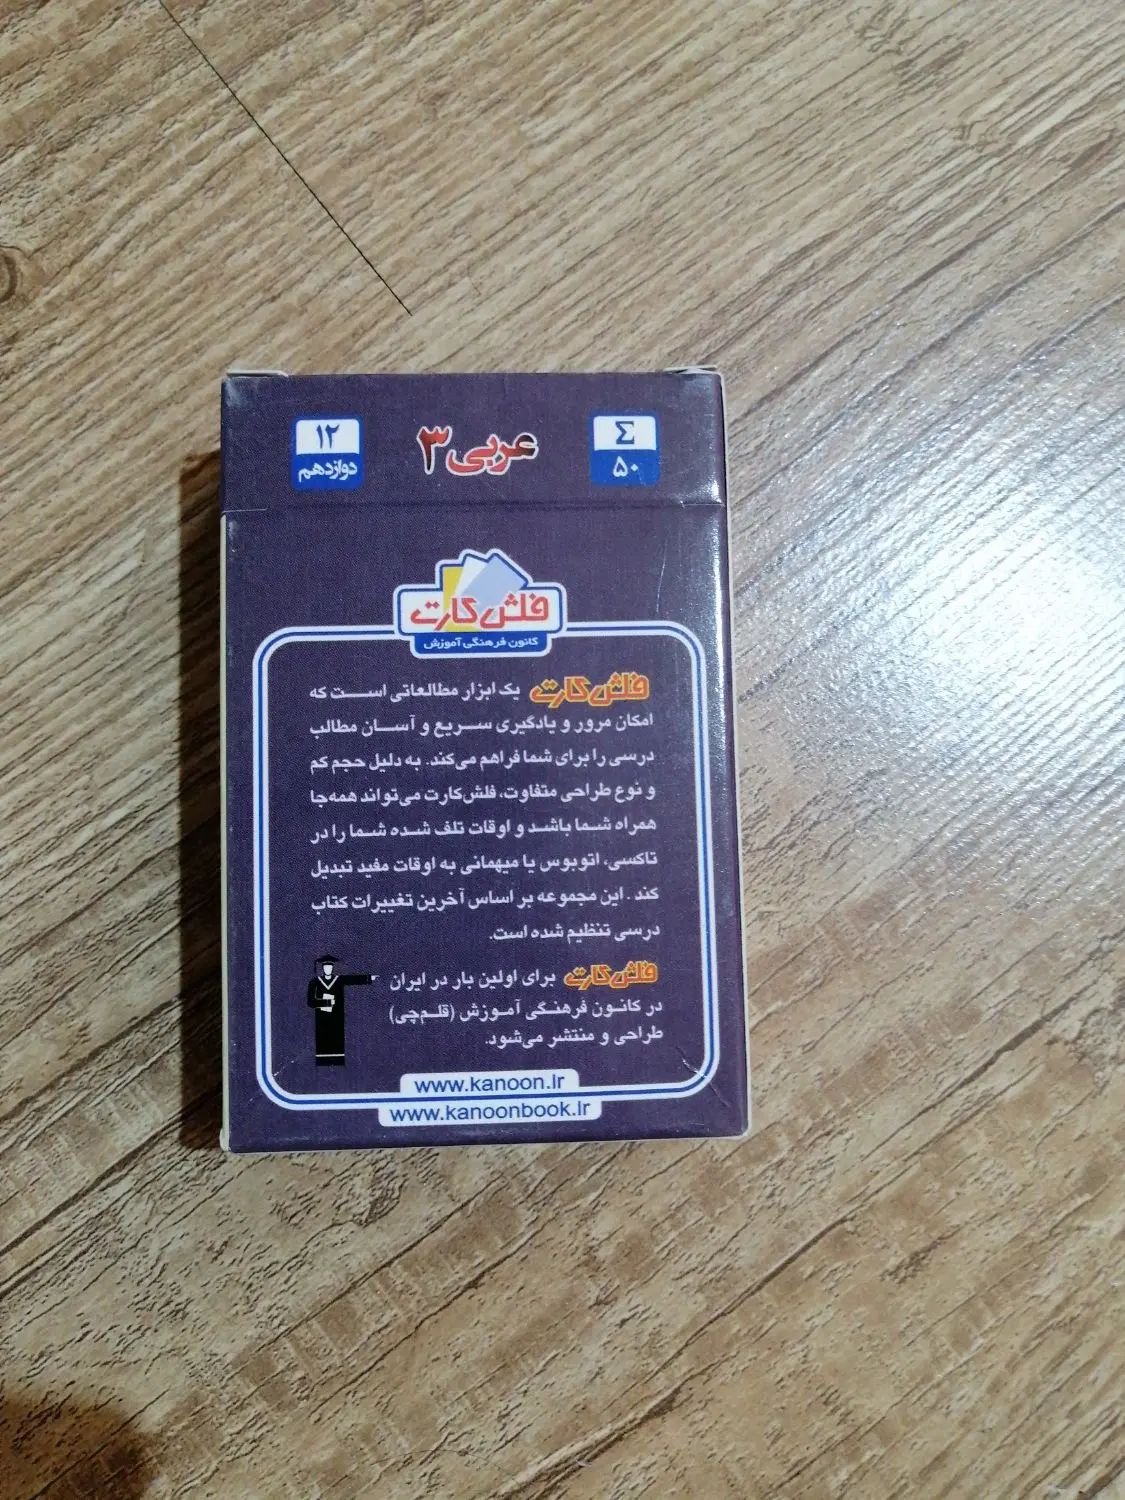 Σ
۵۰
عربی ۳
۱۲
دوازدهم
فلش کارت
کانون فرهنگی آموزش
فلش کارت یک ابزار مطالعاتی است که
امکان مرور و یادگیری سریع و آسان مطالب
درسی را برای شما فراهم می‌کند. به دلیل حجم کم
و نوع طراحی متفاوت، فلش‌کارت می‌تواند همه‌جا
همراه شما باشد و اوقات تلف شده شما را در
تاکسی، اتوبوس یا میهمانی به اوقات مفید تبدیل
کند. این مجموعه بر اساس آخرین تغییرات کتاب
درسی تنظیم شده است.
فلش کارت برای اولین بار در ایران
در کانون فرهنگی آموزش (قلم‌چی)
طراحی و منتشر می‌شود.
www.kanoon.ir
www.kanoonbook.ir